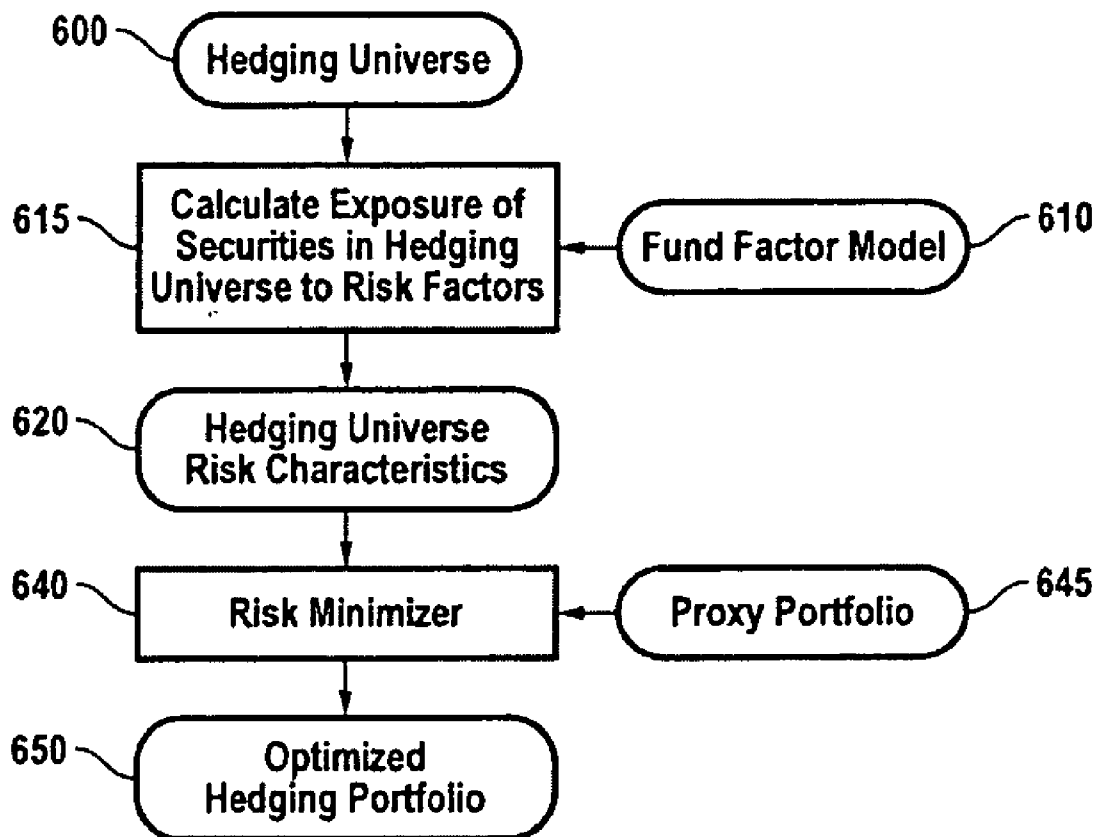 600
Hedging Universe
615
Calculate Exposure of
Securities in Hedging
Universe to Risk Factors
Fund Factor Model
610
620
Hedging Universe
Risk Characteristics
640
Risk Minimizer
Proxy Portfolio
645
650
Optimized
Hedging Portfolio